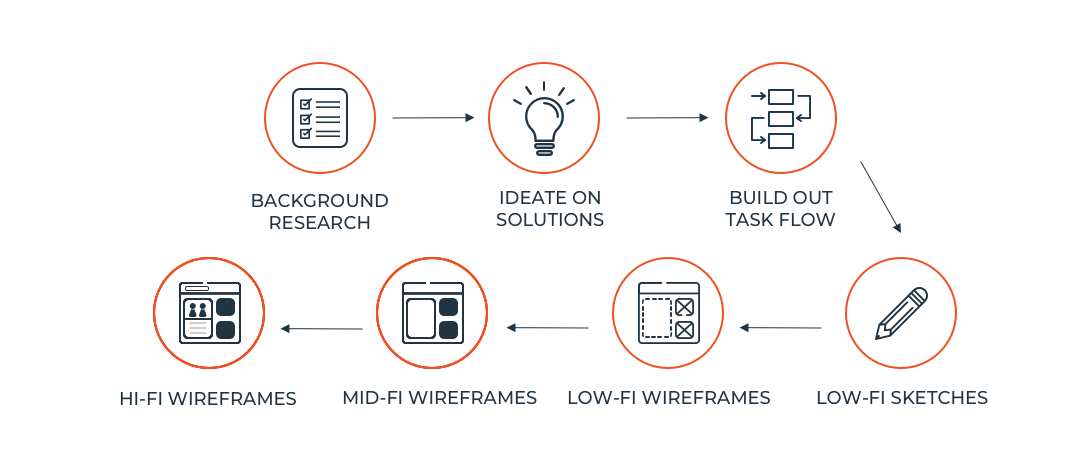 BACKGROUND
RESEARCH
IDEATE ON
SOLUTIONS
BUILD OUT
TASK FLOW
HI-FI WIREFRAMES
MID-FI WIREFRAMES
LOW-FI WIREFRAMES
LOW-FI SKETCHES